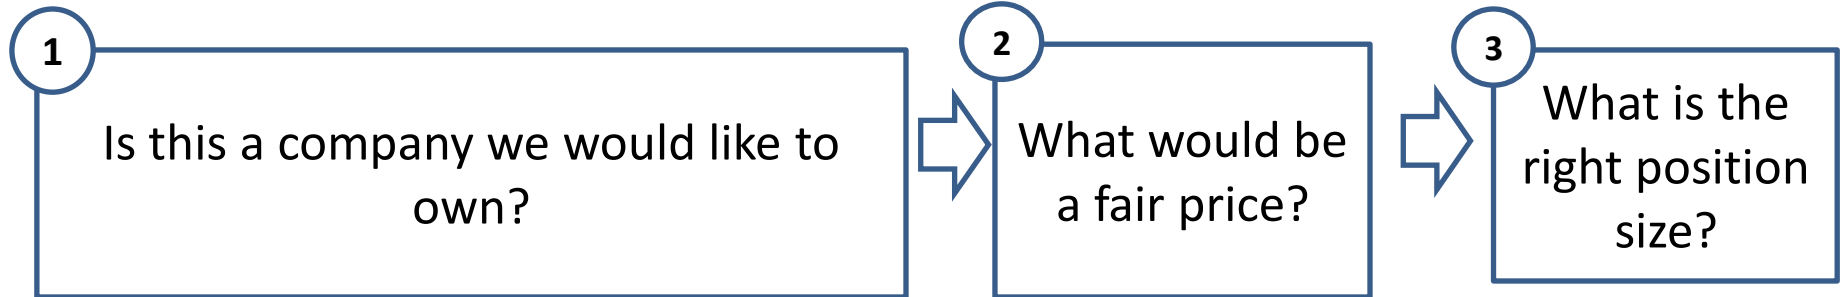 1
Is this a company we would like to
own?
2
What would be
a fair price?
3
What is the
right position
size?